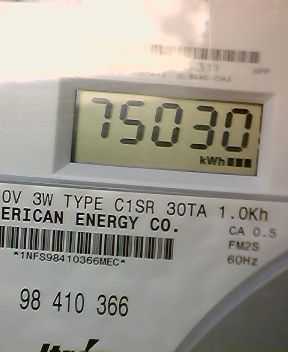 75030
kWh
0V 3W TYPE C1SR 30TA 1.0Kh
ERICAN ENERGY CO.
CA 0.5
FM2S
*1NFS98410366MEC*
60Hz
98 410 366